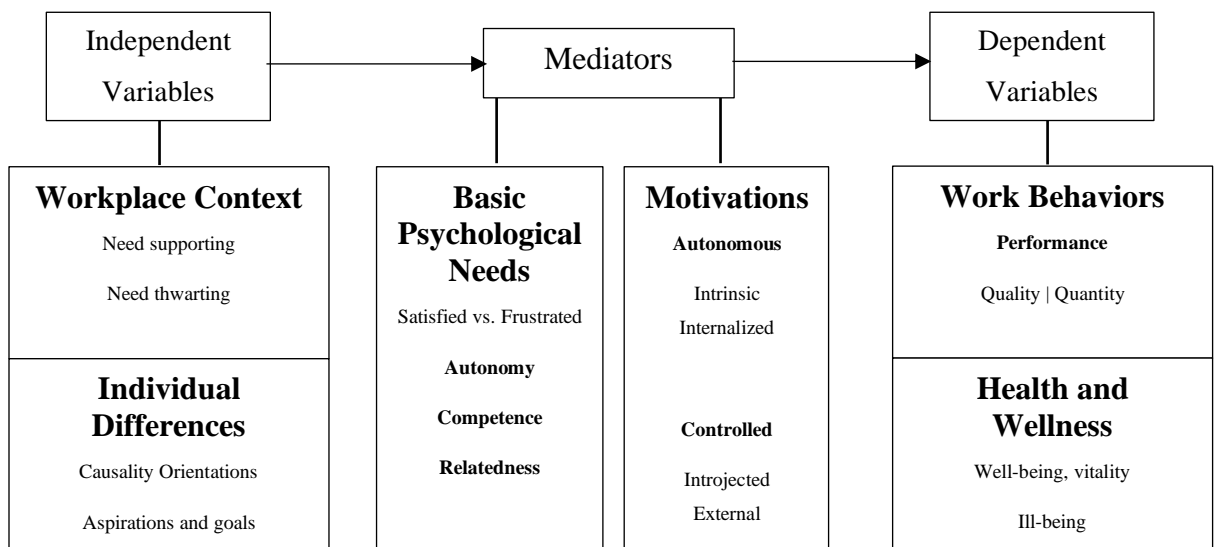 Independent
Variables
Mediators
Dependent
Variables
Workplace Context
Need supporting
Need thwarting
Individual
Differences
Causality Orientations
Aspirations and goals
Basic
Psychological
Needs
Satisfied vs. Frustrated
Autonomy
Competence
Relatedness
Motivations
Autonomous
Intrinsic
Internalized
Controlled
Introjected
External
Work Behaviors
Performance
Quality | Quantity
Health and
Wellness
Well-being, vitality
Ill-being